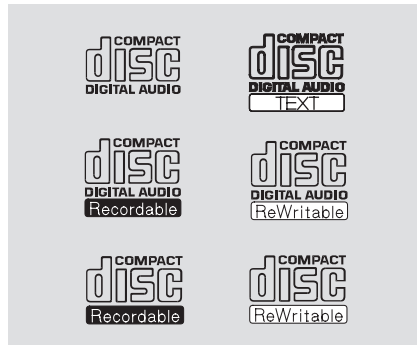 COMPACT
disc
DIGITAL AUDIO
COMPACT
disc
DIGITAL AUDIO
TEXT
COMPACT
disc
DIGITAL AUDIO
Recordable
COMPACT
disc
DIGITAL AUDIO
ReWritable
COMPACT
disc
Recordable
COMPACT
disc
ReWritable